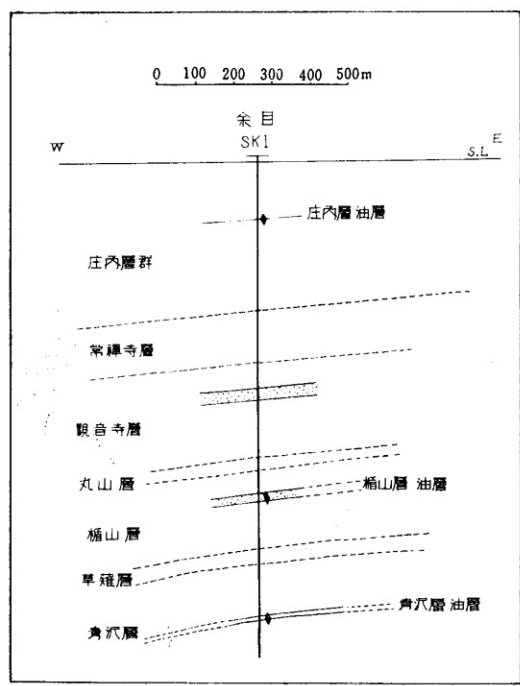 0 100 200 300 400 500m
余目
SK1
W
E
S.L
庄内層油層
庄内層群
常禅寺層
観音寺層
丸山層
楯山層油層
楯山層
草薙層
青沢層油層
青沢層